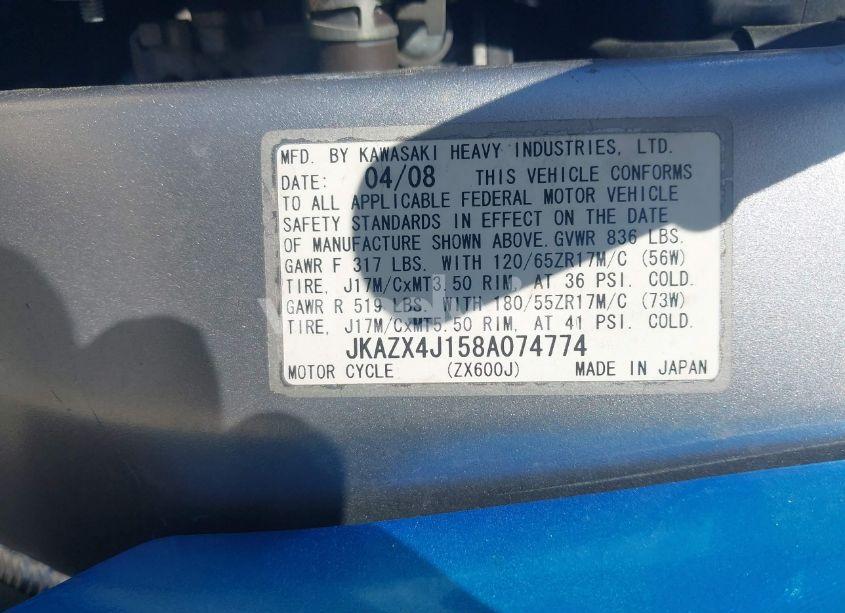 MFD. BY KAWASAKI HEAVY INDUSTRIES, LTD.
DATE: 04/08 THIS VEHICLE CONFORMS
TO ALL APPLICABLE FEDERAL MOTOR VEHICLE
SAFETY STANDARDS IN EFFECT ON THE DATE
OF MANUFACTURE SHOWN ABOVE. GVWR 836 LBS.
GAWR F 317 LBS. WITH 120/65ZR17M/C (56W)
TIRE, J17M/CxMT3.50 RIM, AT 36 PSI. COLD.
GAWR R 519 LBS. WITH 180/55ZR17M/C (73W)
TIRE, J17M/CxMT5.50 RIM, AT 41 PSI. COLD.
JKAZX4J158A074774
MOTOR CYCLE (ZX600J) MADE IN JAPAN